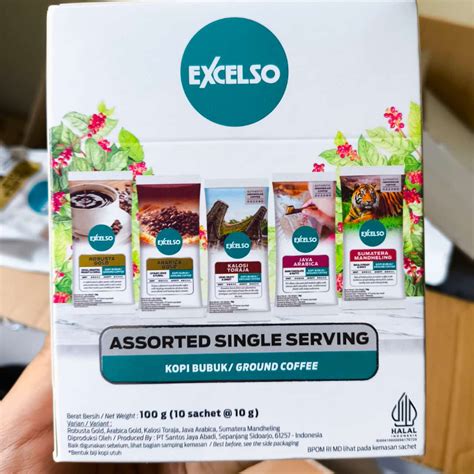 EXCELSO
EXCELSO
ROBUSTA
GOLD
EXCELSO
ARABICA
GOLD
EXCELSO
KALOSI
TORAJA
EXCELSO
JAVA
ARABICA
EXCELSO
SUMATERA
MANDHELING
ASSORTED SINGLE SERVING
KOPI BUBUK/ GROUND COFFEE
Berat Bersih / Net Weight : 100 g (10 sachet @ 10 g)
Varian / Variant :
Robusta Gold, Arabica Gold, Kalosi Toraja, Java Arabica, Sumatera Mandheling
Diproduksi Oleh / Produced By : PT Santos Jaya Abadi, Sepanjang Sidoarjo, 61257 - Indonesia
Baik digunakan sebelum, lihat bagian samping kemasan / Best before, see the side packaging
*Bentuk biji kopi utuh
BPOM RI MD lihat pada kemasan sachet
HALAL
INDONESIA